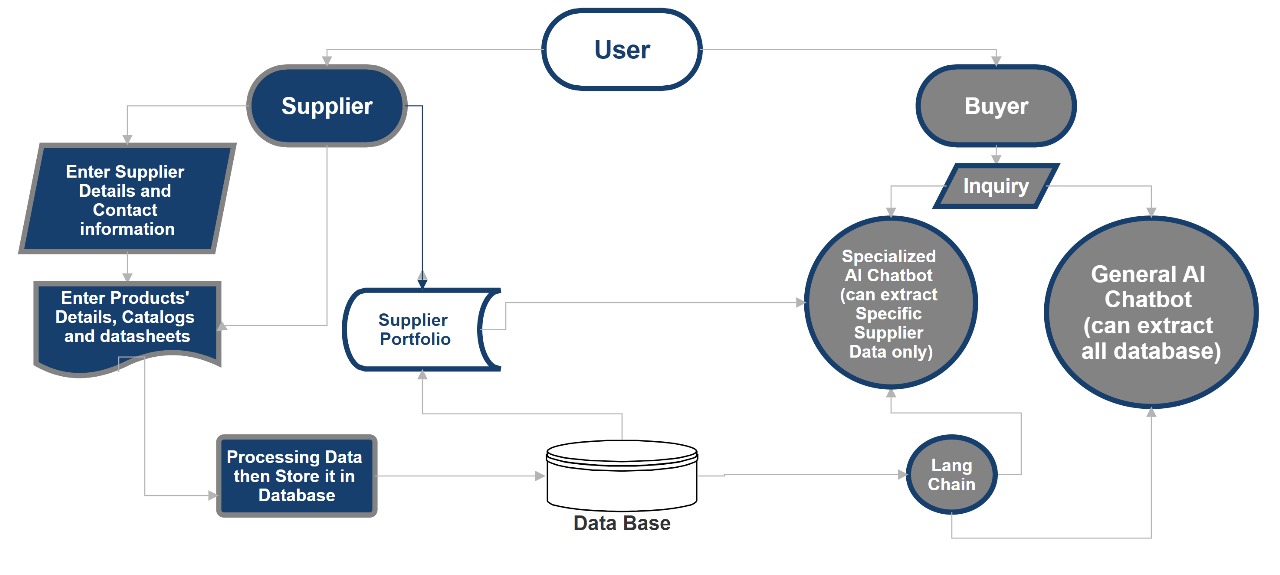 User
Supplier
Buyer
Enter Supplier
Details and
Contact
information
Inquiry
Enter Products'
Details, Catalogs
and datasheets
Supplier
Portfolio
Specialized
AI Chatbot
(can extract
Specific
Supplier
Data only)
General AI
Chatbot
(can extract
all database)
Processing Data
then Store it in
Database
Data Base
Lang
Chain